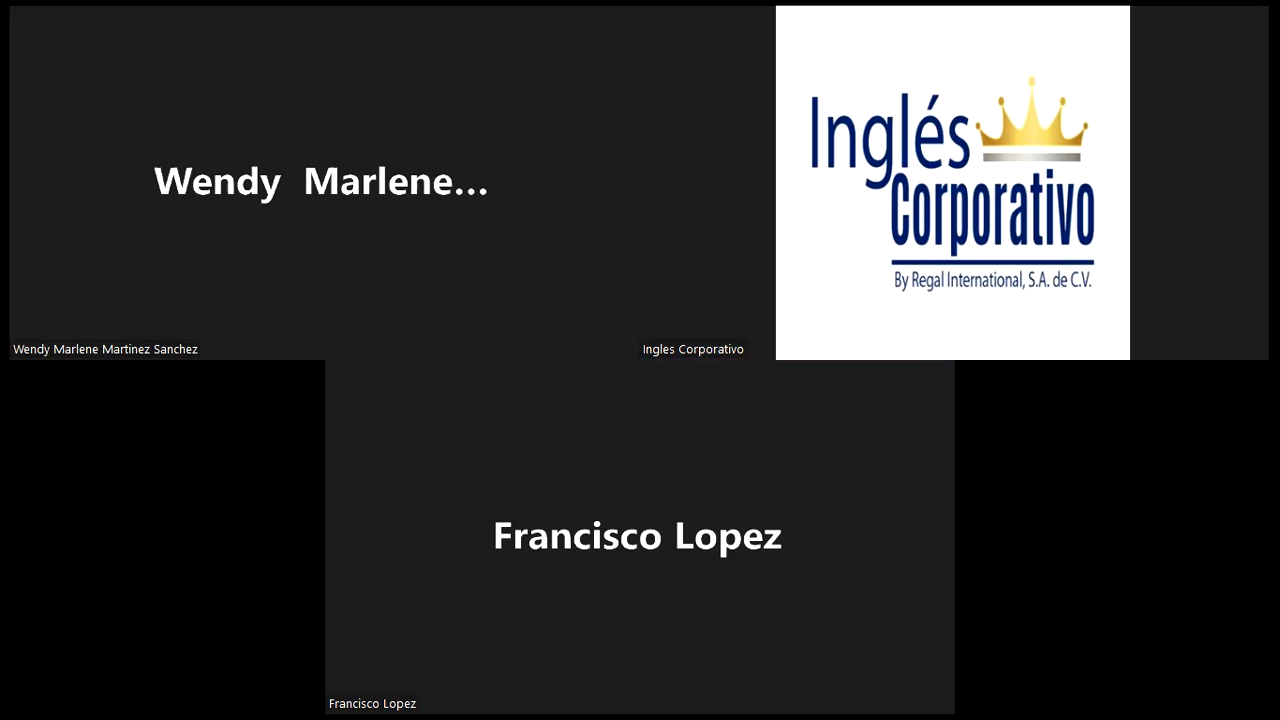 Wendy  Marlene...
Wendy Marlene Martinez Sanchez
Inglés
Corporativo
By Regal International, S.A. de C.V.
Ingles Corporativo
Francisco Lopez
Francisco Lopez